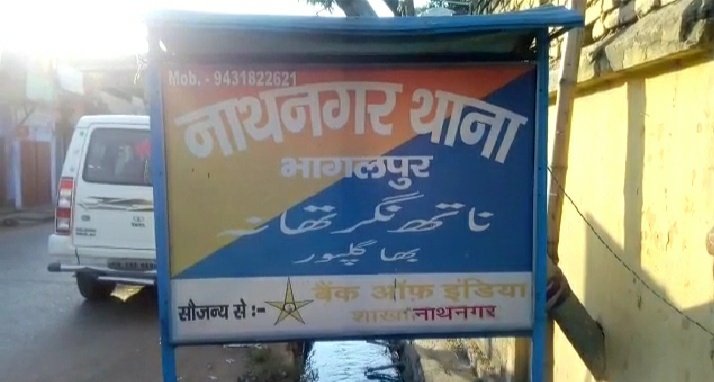 Mob. - 9431822621
नाथनगर थाना
भागलपुर
ناتھ نگر تھانہ
بھاگلپور
सौजन्य से :-
बैंक ऑफ़ इंडिया
शाखा नाथनगर